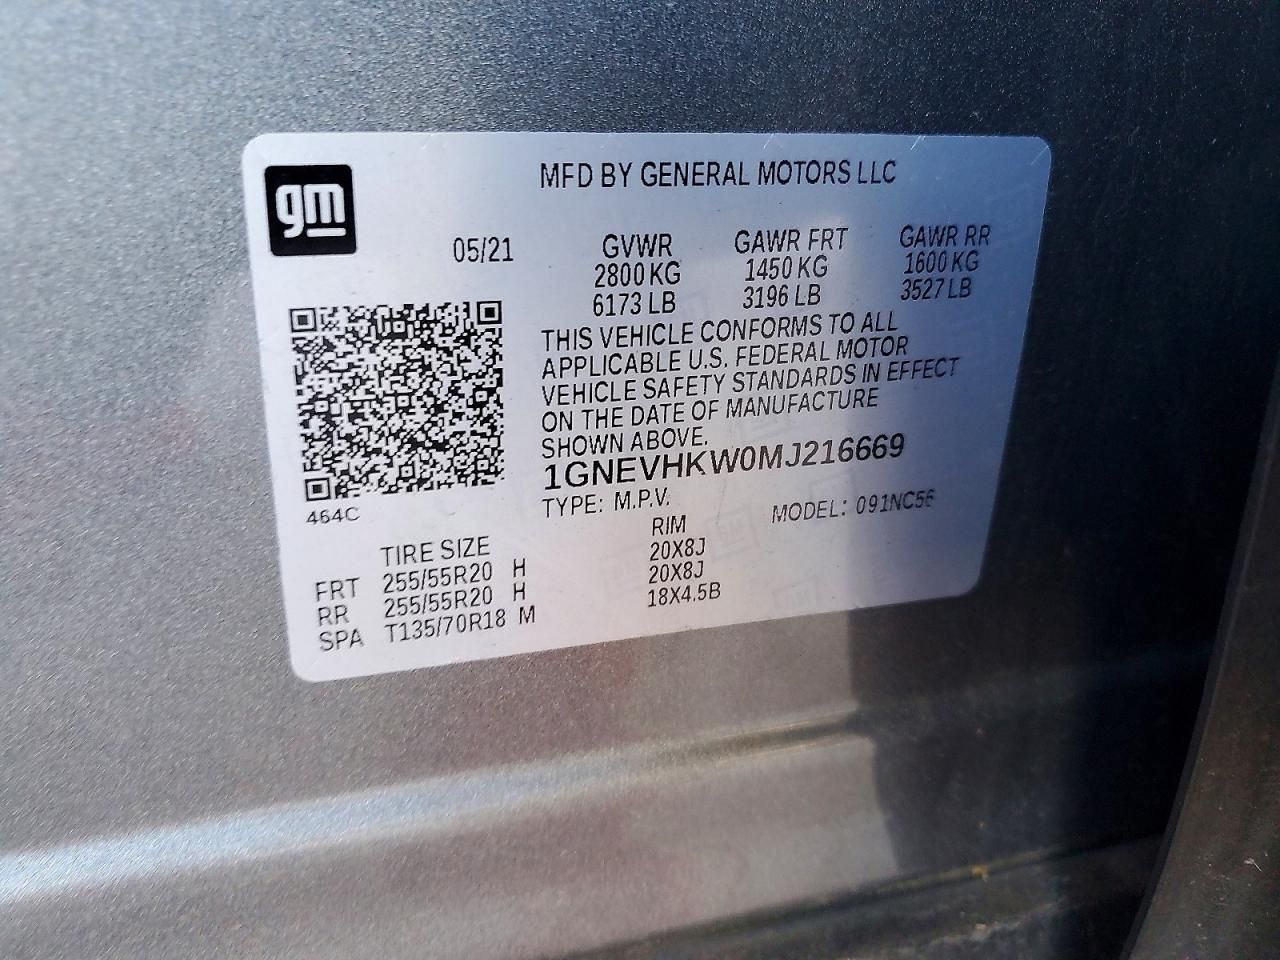 gm
MFD BY GENERAL MOTORS LLC
05/21 GVWR GAWR FRT GAWR RR
2800 KG 1450 KG 1600 KG
6173 LB 3196 LB 3527 LB
THIS VEHICLE CONFORMS TO ALL
APPLICABLE U.S. FEDERAL MOTOR
VEHICLE SAFETY STANDARDS IN EFFECT
ON THE DATE OF MANUFACTURE
SHOWN ABOVE.
1GNEVHKW0MJ216669
TYPE: M.P.V. MODEL: 091NC56
464C
TIRE SIZE RIM
FRT 255/55R20 H 20X8J
RR 255/55R20 H 20X8J
SPA T135/70R18 M 18X4.5B